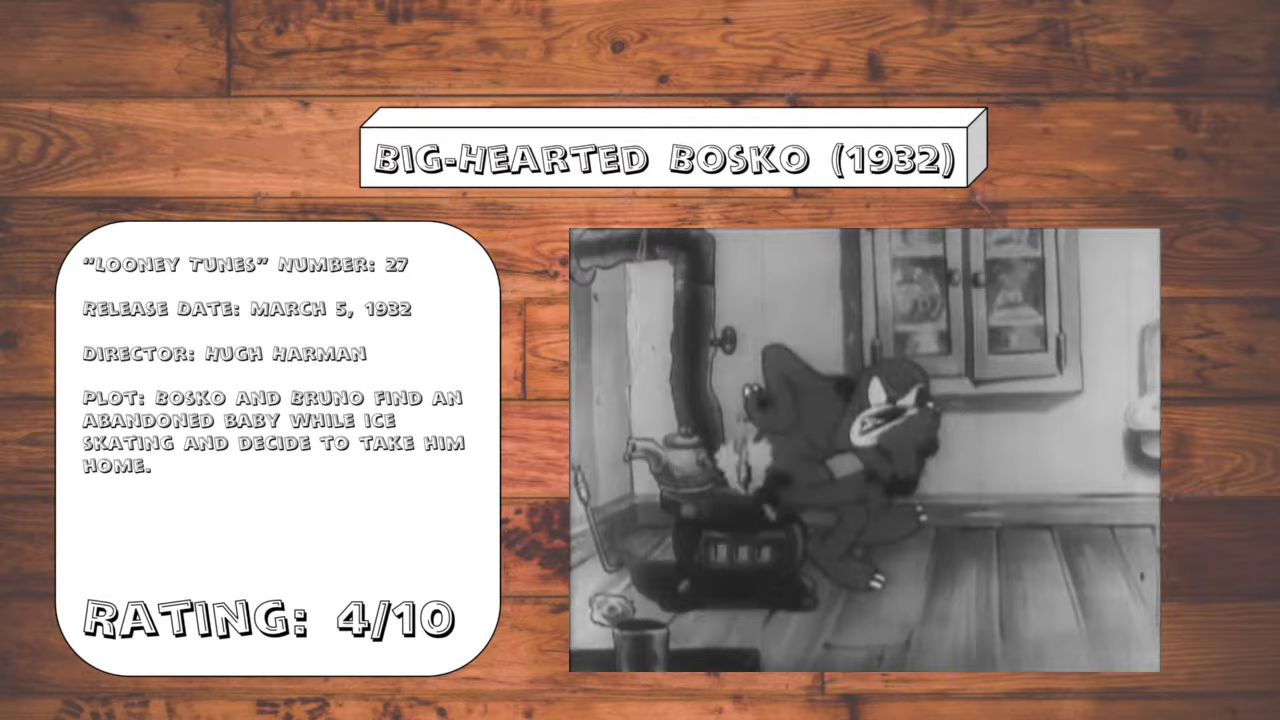 BIG-HEARTED BOSKO (1932)
"LOONEY TUNES" NUMBER: 27
RELEASE DATE: MARCH 5, 1932
DIRECTOR: HUGH HARMAN
PLOT: BOSKO AND BRUNO FIND AN
ABANDONED BABY WHILE ICE
SKATING AND DECIDE TO TAKE HIM
HOME.
RATING: 4/10